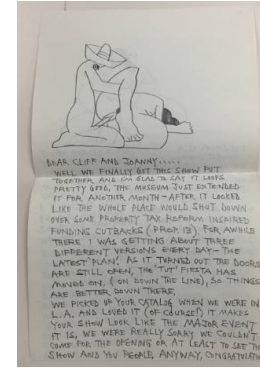 DEAR CLIFF AND JOANNY.....
WELL WE FINALLY GOT THIS SHOW PUT
TOGETHER, AND I'M GLAD TO SAY IT LOOKS
PRETTY GOOD, THE MUSEUM JUST EXTENDED
IT FOR ANOTHER MONTH - AFTER IT LOOKED
LIKE THE WHOLE PLACE WOULD SHUT DOWN
OVER SOME PROPERTY TAX REFORM INSPIRED
FUNDING CUTBACKS (PROP. 13) FOR AWHILE
THERE I WAS GETTING ABOUT THREE
DIFFERENT VERSIONS EVERY DAY - THE
LATEST "PLAN". AS IT TURNED OUT THE DOORS
ARE STILL OPEN, THE "TUT" FIESTA HAS
MOVED ON, (ON DOWN THE LINE), SO THINGS
ARE BETTER DOWN THERE,
WE PICKED UP YOUR CATALOG WHEN WE WERE IN
L.A. AND LOVED IT (OF COURSE!) IT MAKES
YOUR SHOW LOOK LIKE THE MAJOR EVENT
IT IS, WE WERE REALLY SORRY WE COULDN'T
COME FOR THE OPENING OR AT LEAST TO SEE THE
SHOW AND YOU PEOPLE ANYWAY,